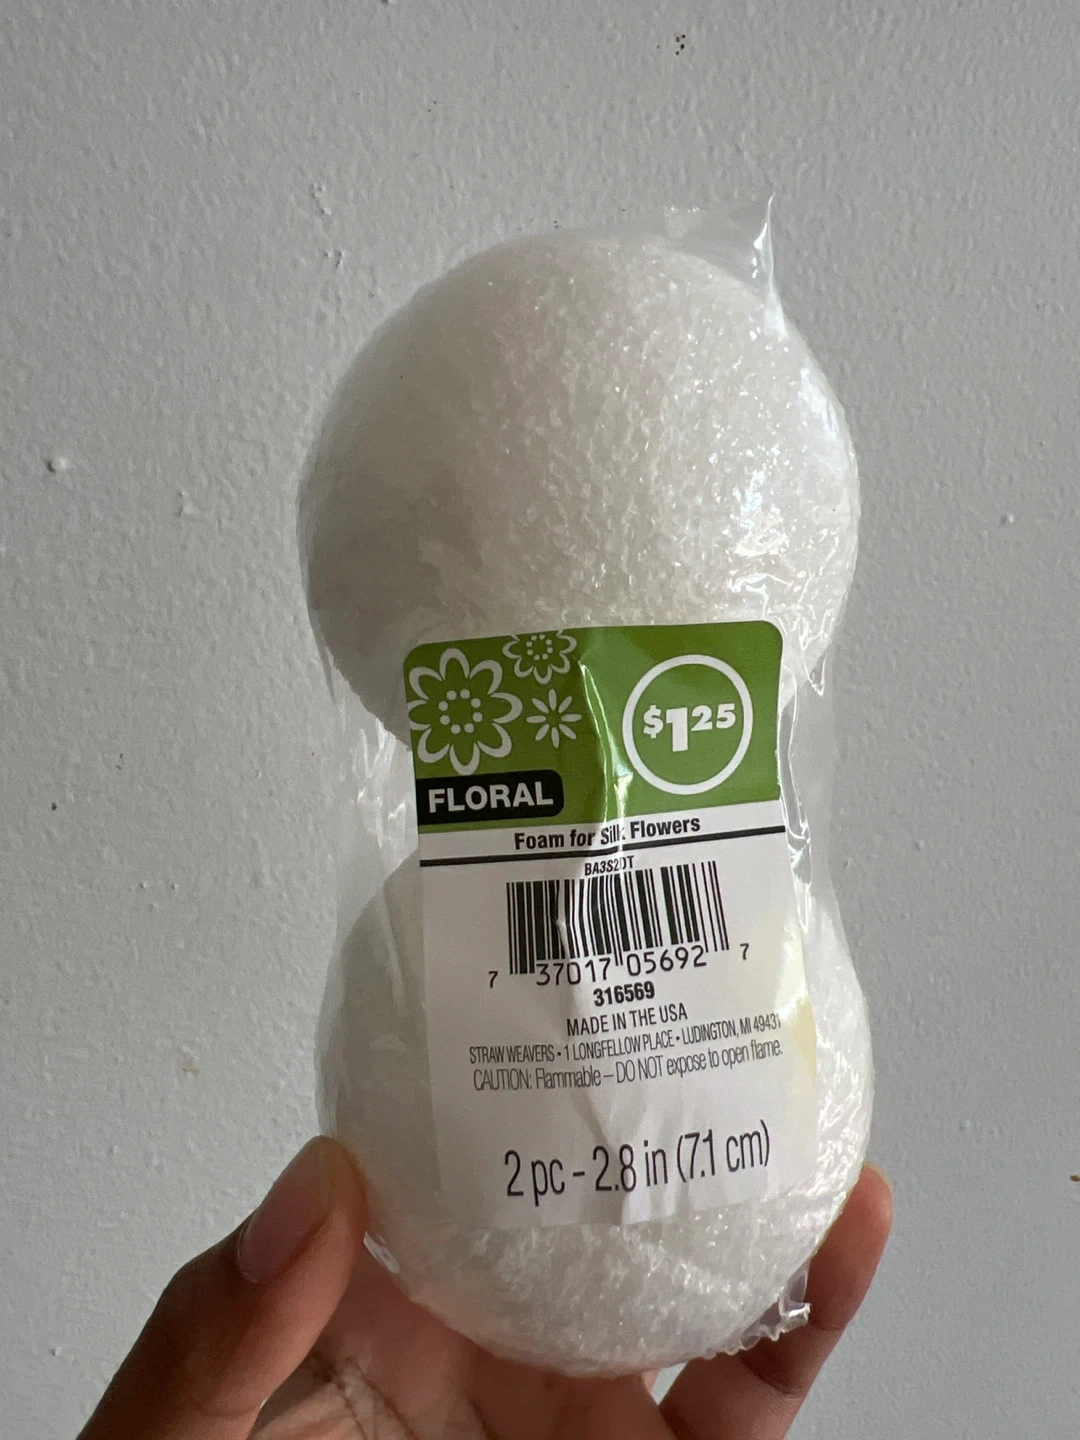 $1.25
FLORAL
Foam for Silk Flowers
BA3S2DT
7 37017 05692 7
316569
MADE IN THE USA
STRAW WEAVERS • 1 LONGFELLOW PLACE • LUDINGTON, MI 49431
CAUTION: Flammable – DO NOT expose to open flame.
2 pc - 2.8 in (7.1 cm)